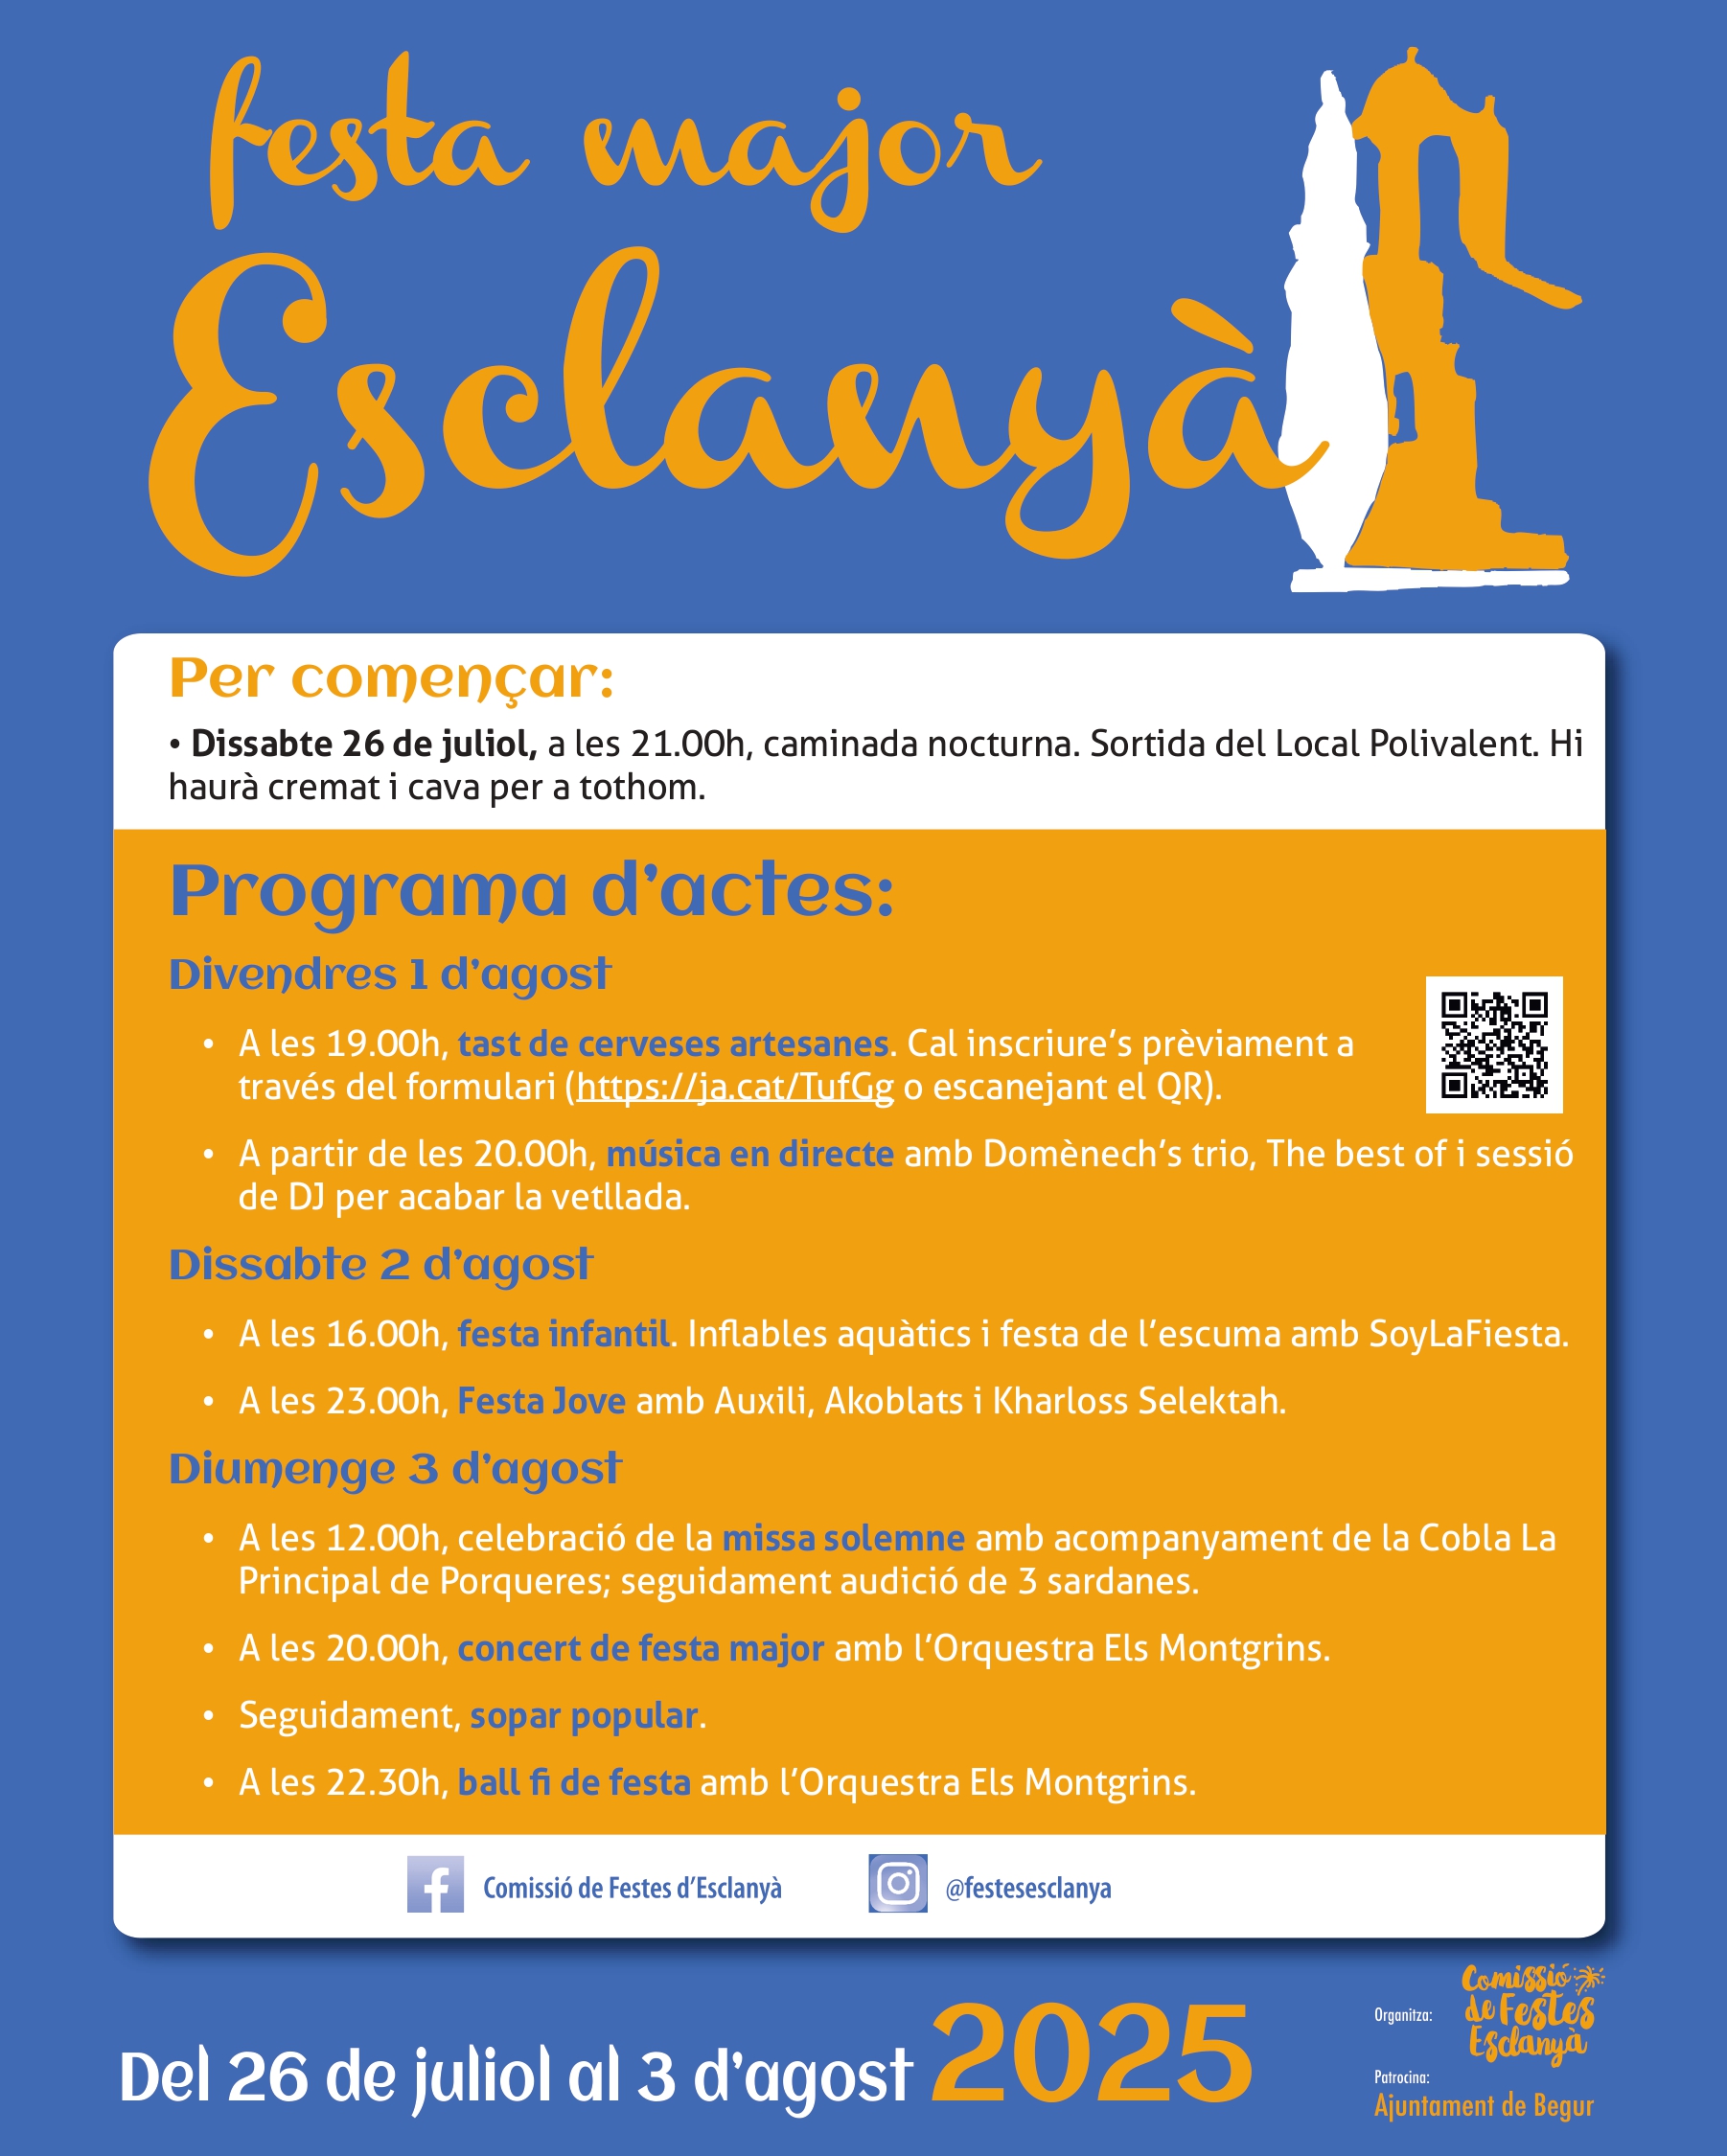 festa major
Esclanyà
Per començar:
• Dissabte 26 de juliol, a les 21.00h, caminada nocturna. Sortida del Local Polivalent. Hi
haurà cremat i cava per a tothom.
Programa d’actes:
Divendres 1 d’agost
• A les 19.00h, tast de cerveses artesanes. Cal inscriure’s prèviament a
través del formulari (https://ja.cat/TufGg o escanejant el QR).
• A partir de les 20.00h, música en directe amb Domènech’s trio, The best of i sessió
de DJ per acabar la vetllada.
Dissabte 2 d’agost
• A les 16.00h, festa infantil. Inflables aquàtics i festa de l’escuma amb SoyLaFiesta.
• A les 23.00h, Festa Jove amb Auxili, Akoblats i Kharloss Selektah.
Diumenge 3 d’agost
• A les 12.00h, celebració de la missa solemne amb acompanyament de la Cobla La
Principal de Porqueres; seguidament audició de 3 sardanes.
• A les 20.00h, concert de festa major amb l’Orquestra Els Montgrins.
• Seguidament, sopar popular.
• A les 22.30h, ball fi de festa amb l’Orquestra Els Montgrins.
Comissió de Festes d’Esclanyà
@festesesclanya
Del 26 de juliol al 3 d’agost 2025
Organitza:
Comissió
de Festes
Esclanyà
Patrocina:
Ajuntament de Begur